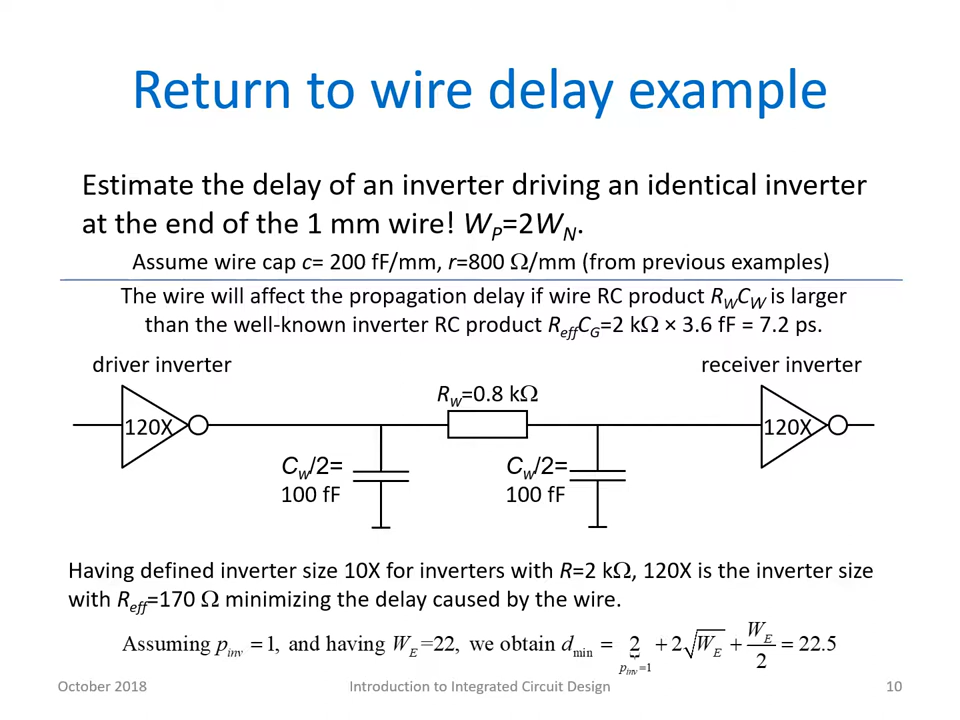 Return to wire delay example
Estimate the delay of an inverter driving an identical inverter
at the end of the 1 mm wire! W_P=2W_N.
Assume wire cap c= 200 fF/mm, r=800 Ω/mm (from previous examples)
The wire will affect the propagation delay if wire RC product R_WC_W is larger
than the well-known inverter RC product R_effC_G=2 kΩ × 3.6 fF = 7.2 ps.
driver inverter
receiver inverter
R_w=0.8 kΩ
120X
120X
C_w/2=
100 fF
C_w/2=
100 fF
Having defined inverter size 10X for inverters with R=2 kΩ, 120X is the inverter size
with R_eff=170 Ω minimizing the delay caused by the wire.
Assuming p_inv = 1, and having W_E=22, we obtain d_min = 2 + 2√W_E + W_E/2 = 22.5
p_inv=1
October 2018
Introduction to Integrated Circuit Design
10